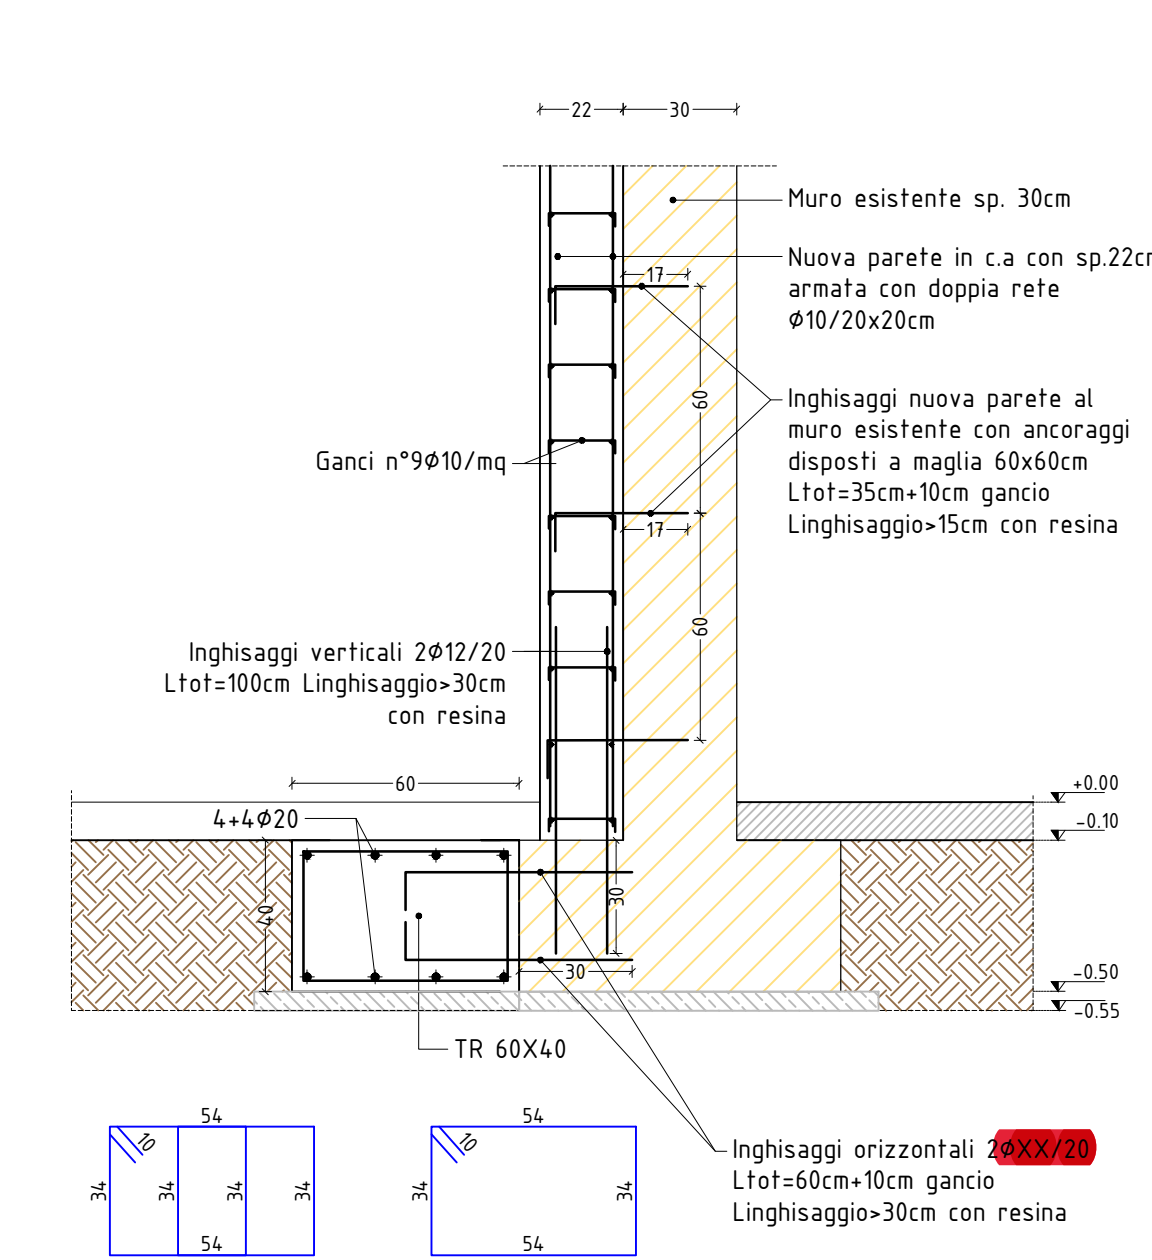 22
30
Muro esistente sp. 30cm
Nuova parete in c.a con sp.22cm
armata con doppia rete
Ø10/20x20cm
17
60
Inghisaggi nuova parete al
muro esistente con ancoraggi
disposti a maglia 60x60cm
Ltot=35cm+10cm gancio
Linghisaggio>15cm con resina
Ganci n°9Ø10/mq
17
60
Inghisaggi verticali 2Ø12/20
Ltot=100cm Linghisaggio>30cm
con resina
60
+0.00
4+4Ø20
-0.10
40
30
30
-0.50
-0.55
TR 60X40
54
10
34
34
34
34
54
54
10
34
34
54
Inghisaggi orizzontali 2ØXX/20
Ltot=60cm+10cm gancio
Linghisaggio>30cm con resina